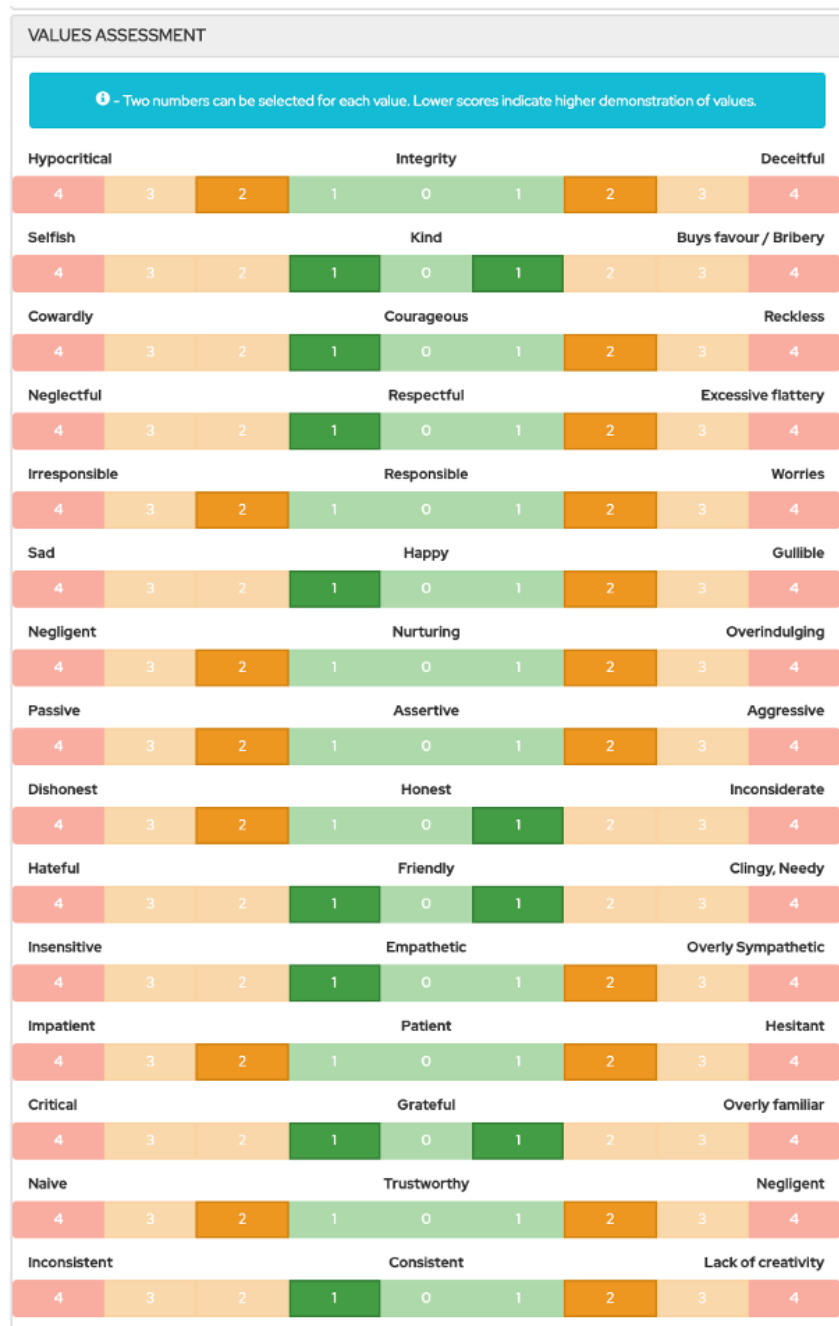 VALUES ASSESSMENT
- Two numbers can be selected for each value. Lower scores indicate higher demonstration of values.
Hypocritical Integrity Deceitful
4 3 2 1 0 1 2 3 4
Selfish Kind Buys favour / Bribery
4 3 2 1 0 1 2 3 4
Cowardly Courageous Reckless
4 3 2 1 0 1 2 3 4
Neglectful Respectful Excessive flattery
4 3 2 1 0 1 2 3 4
Irresponsible Responsible Worries
4 3 2 1 0 1 2 3 4
Sad Happy Gullible
4 3 2 1 0 1 2 3 4
Negligent Nurturing Overindulging
4 3 2 1 0 1 2 3 4
Passive Assertive Aggressive
4 3 2 1 0 1 2 3 4
Dishonest Honest Inconsiderate
4 3 2 1 0 1 2 3 4
Hateful Friendly Clingy, Needy
4 3 2 1 0 1 2 3 4
Insensitive Empathetic Overly Sympathetic
4 3 2 1 0 1 2 3 4
Impatient Patient Hesitant
4 3 2 1 0 1 2 3 4
Critical Grateful Overly familiar
4 3 2 1 0 1 2 3 4
Naive Trustworthy Negligent
4 3 2 1 0 1 2 3 4
Inconsistent Consistent Lack of creativity
4 3 2 1 0 1 2 3 4